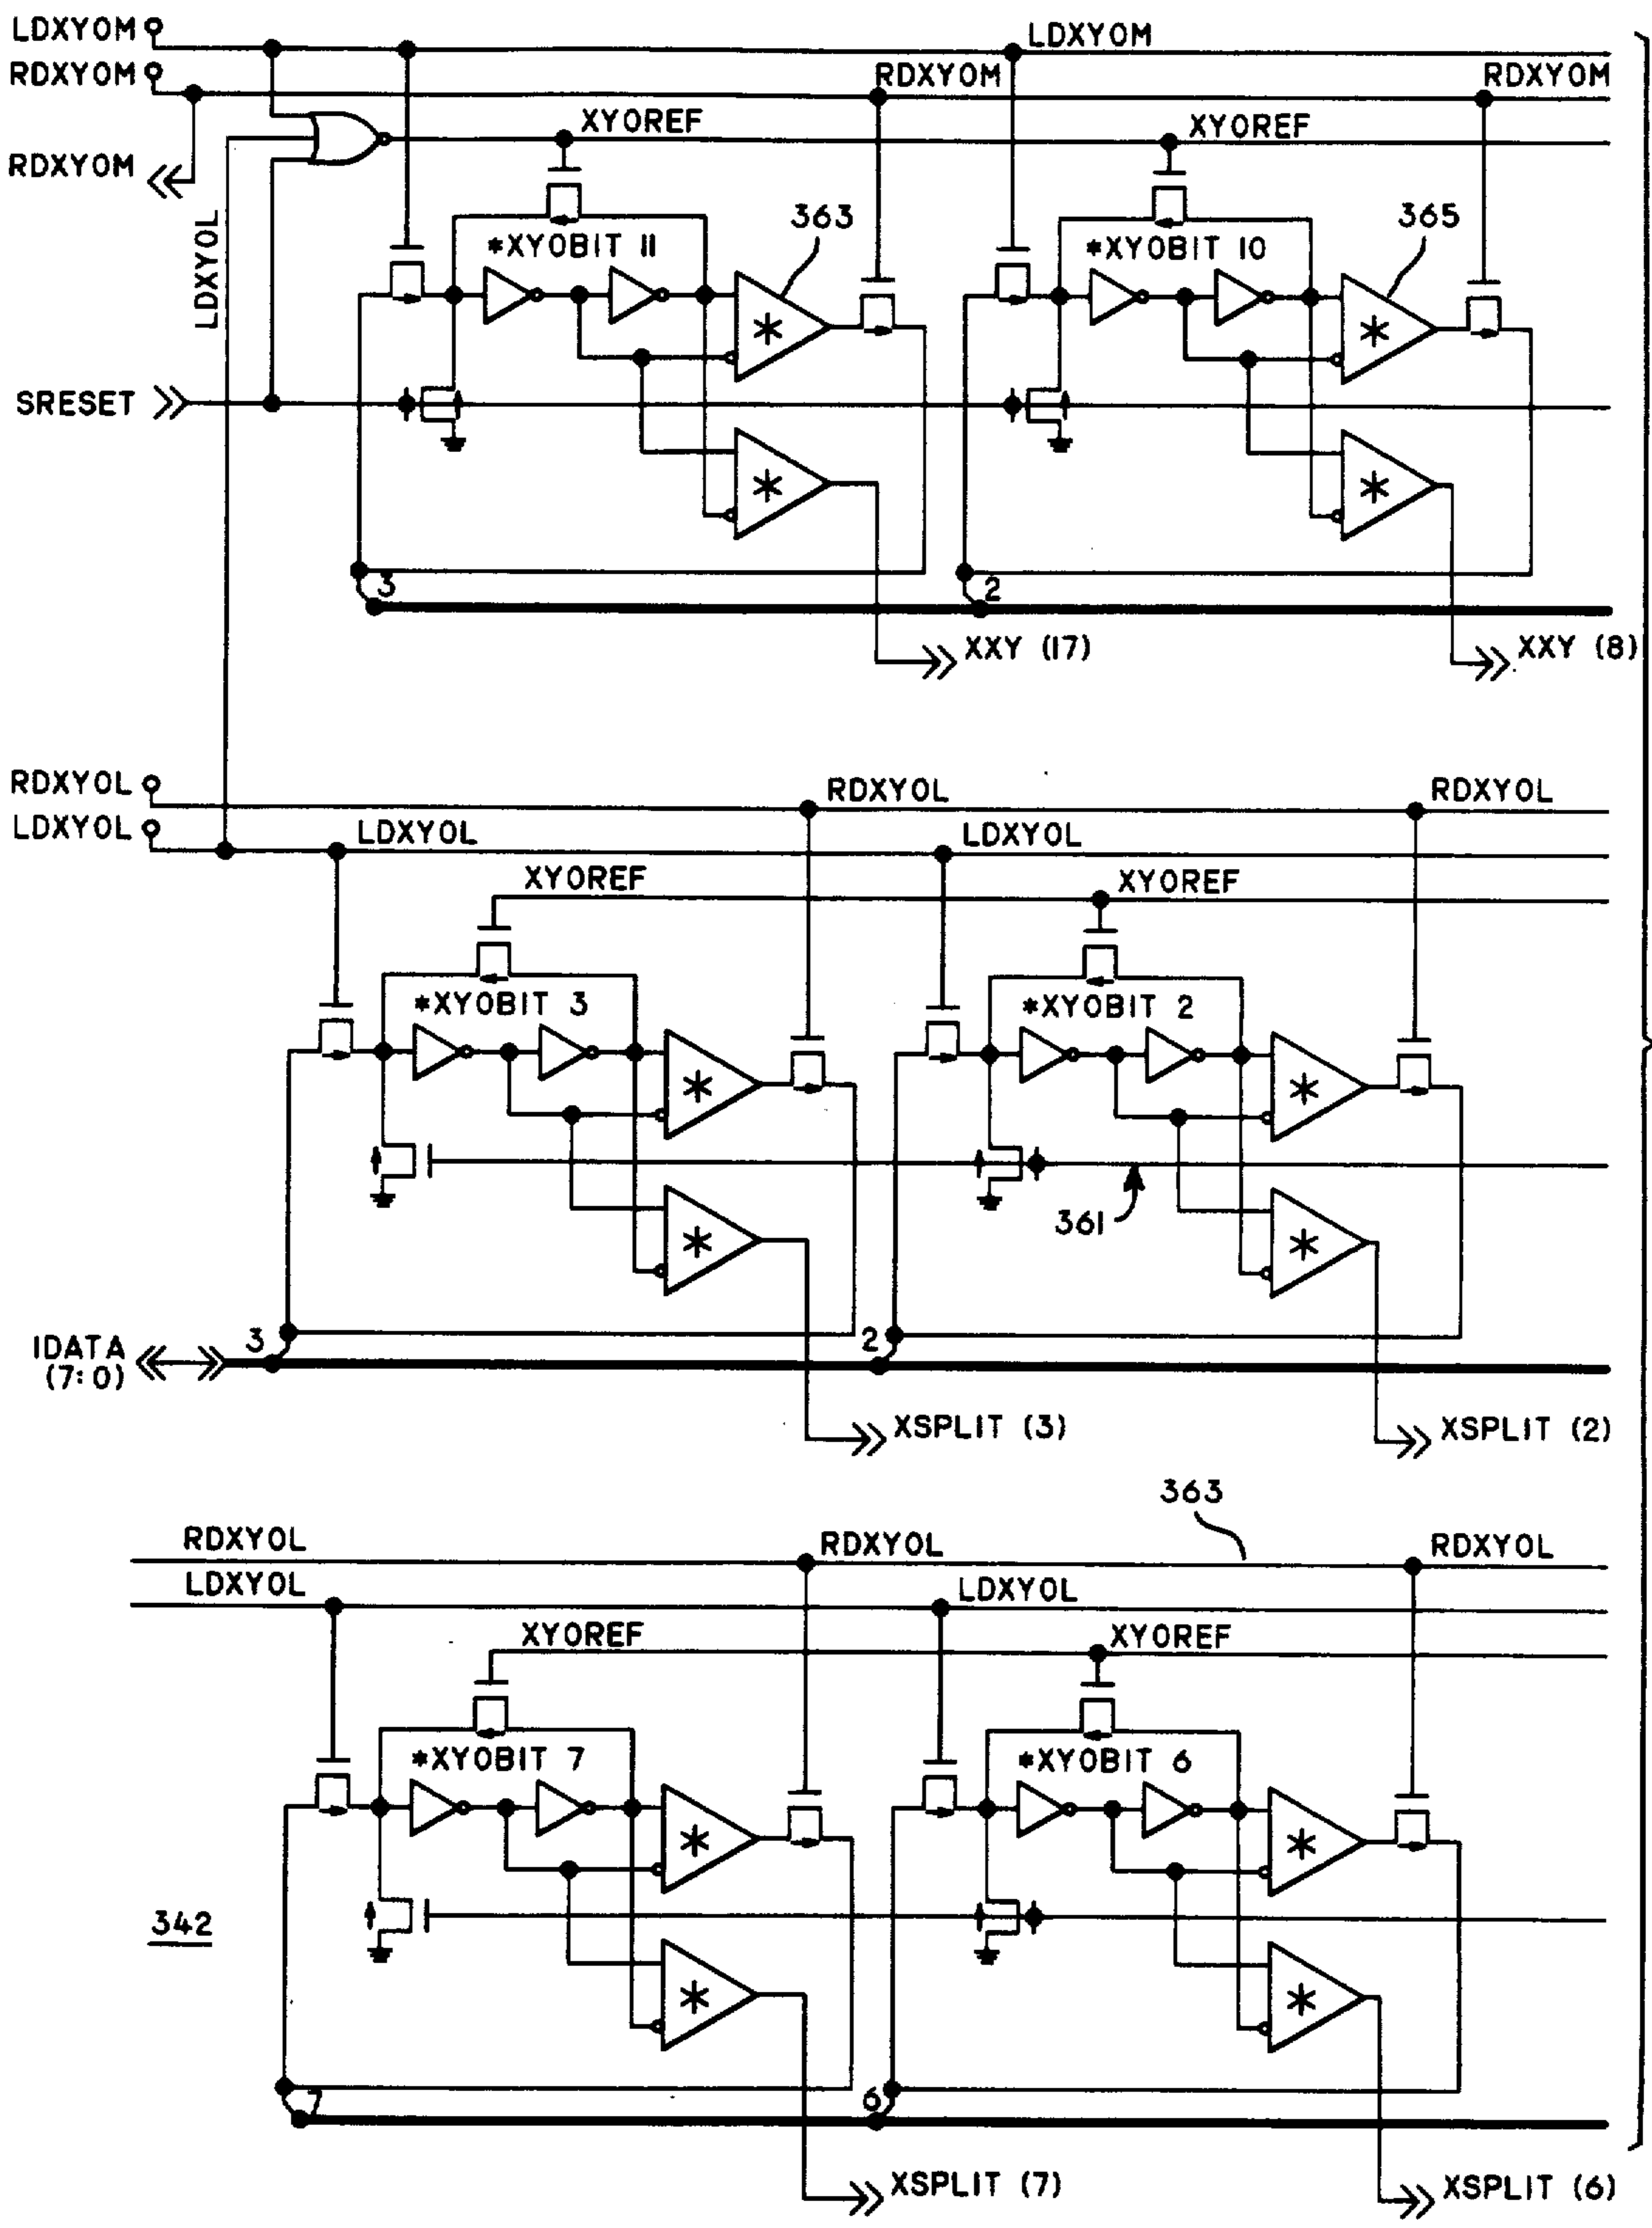 LDXYOM
LDXYOM
RDXYOM
RDXYOM
RDXYOM
XYOREF
XYOREF
RDXYOM
LDXYOL
363
365
*XYOBIT 11
*XYOBIT 10
*
*
SRESET
*
*
3
2
XXY (17)
XXY (8)
RDXYOL
RDXYOL
RDXYOL
LDXYOL
LDXYOL
LDXYOL
XYOREF
XYOREF
*XYOBIT 3
*XYOBIT 2
*
*
361
*
*
3
2
IDATA
(7:0)
XSPLIT (3)
XSPLIT (2)
363
RDXYOL
RDXYOL
RDXYOL
LDXYOL
LDXYOL
XYOREF
XYOREF
*XYOBIT 7
*XYOBIT 6
*
*
342
*
*
7
6
XSPLIT (7)
XSPLIT (6)